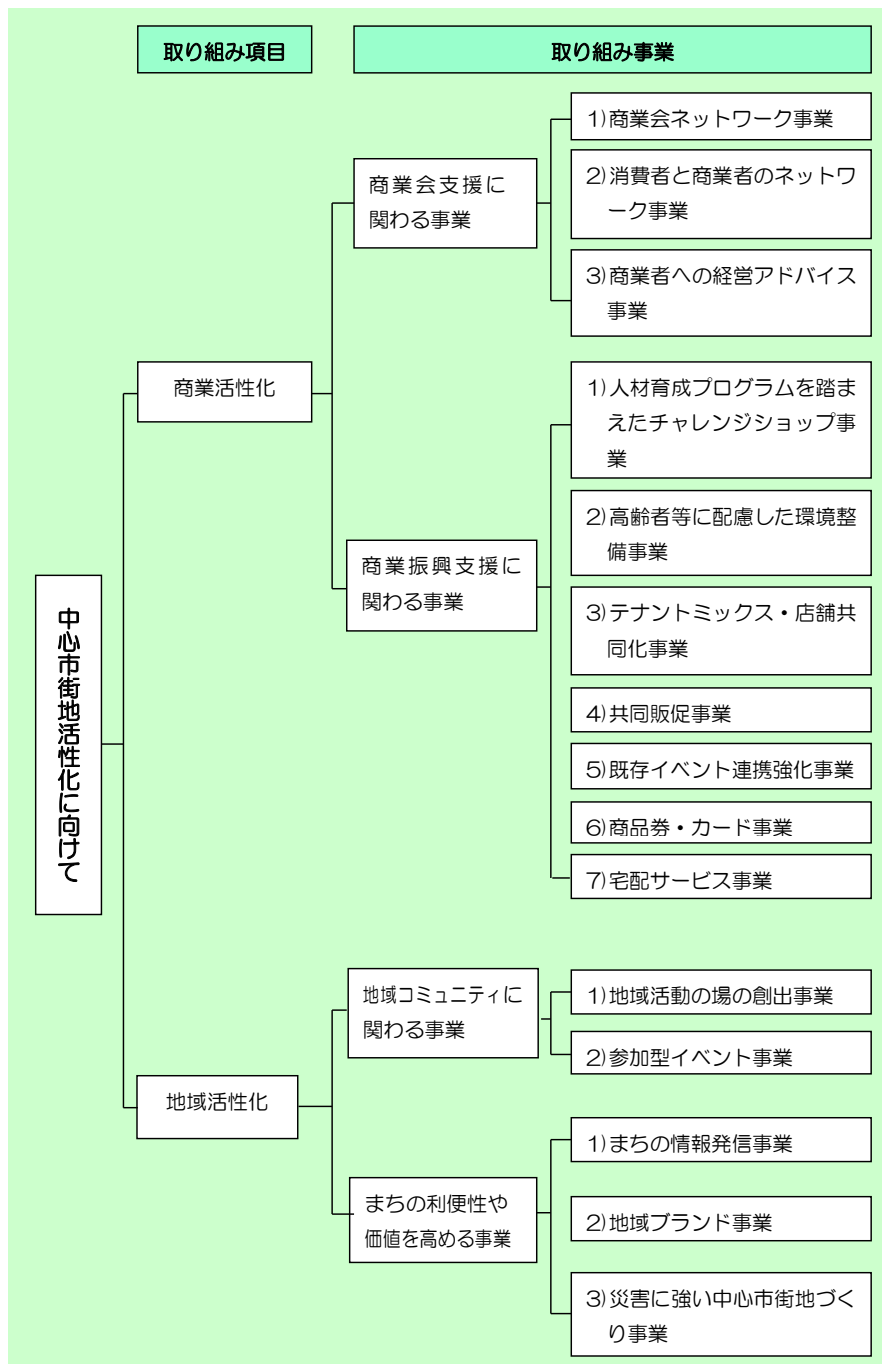 取り組み項目
取り組み事業
中心市街地活性化に向けて
商業活性化
商業会支援に
関わる事業
1)商業会ネットワーク事業
2)消費者と商業者のネットワ
ーク事業
3)商業者への経営アドバイス
事業
商業振興支援に
関わる事業
1)人材育成プログラムを踏ま
えたチャレンジショップ事
業
2)高齢者等に配慮した環境整
備事業
3)テナントミックス・店舗共
同化事業
4)共同販促事業
5)既存イベント連携強化事業
6)商品券・カード事業
7)宅配サービス事業
地域活性化
地域コミュニティに
関わる事業
1)地域活動の場の創出事業
2)参加型イベント事業
まちの利便性や
価値を高める事業
1)まちの情報発信事業
2)地域ブランド事業
3)災害に強い中心市街地づく
り事業